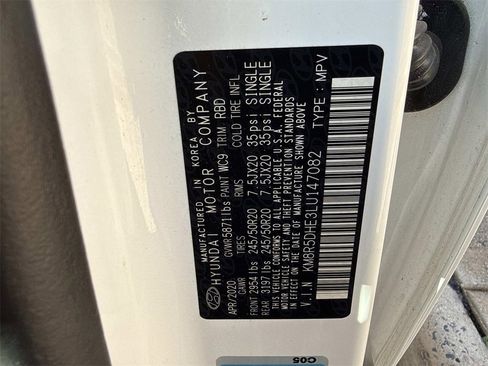 MANUFACTURED IN KOREA BY
HYUNDAI MOTOR COMPANY
GVWR5871lbs PAINT WC9 TRIM RBD
APR/2020 GAWR RIMS COLD TIRE INFL
FRONT 2954lbs 245/50R20 7.5JX20 35psi SINGLE
REAR 3197lbs 245/50R20 7.5JX20 35psi SINGLE
THIS VEHICLE CONFORMS TO ALL APPLICABLE U.S.A. FEDERAL
MOTOR VEHICLE SAFETY, BUMPER, AND THEFT PREVENTION STANDARDS IN
EFFECT ON THE DATE OF MANUFACTURE SHOWN ABOVE
V.I.N KM8R5DHE3LU147082 TYPE : MPV
C05